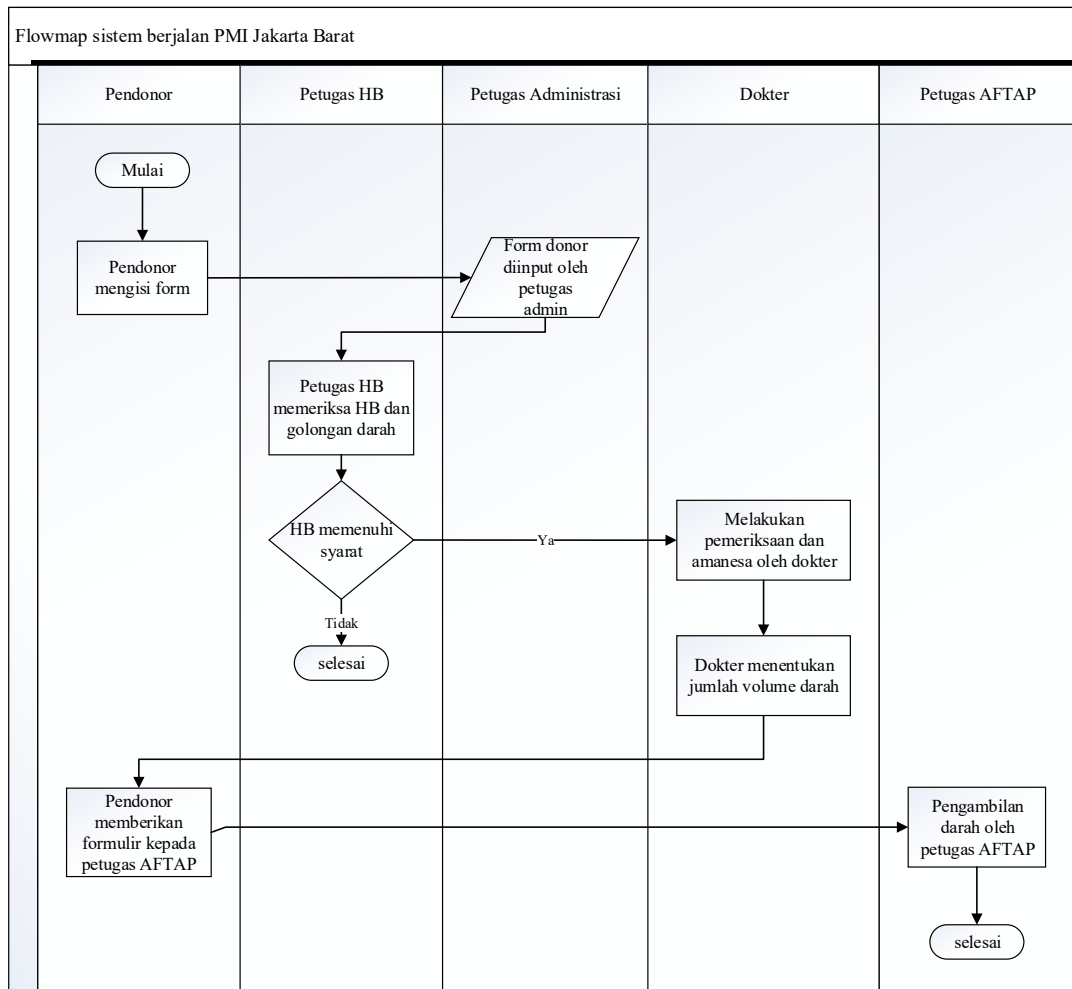 Flowmap sistem berjalan PMI Jakarta Barat
Pendonor
Petugas HB
Petugas Administrasi
Dokter
Petugas AFTAP
Mulai
Pendonor
mengisi form
Form donor
diinput oleh
petugas
admin
Petugas HB
memeriksa HB dan
golongan darah
HB memenuhi
syarat
Ya
Melakukan
pemeriksaan dan
amanesa oleh dokter
Tidak
selesai
Dokter menentukan
jumlah volume darah
Pendonor
memberikan
formulir kepada
petugas AFTAP
Pengambilan
darah oleh
petugas AFTAP
selesai